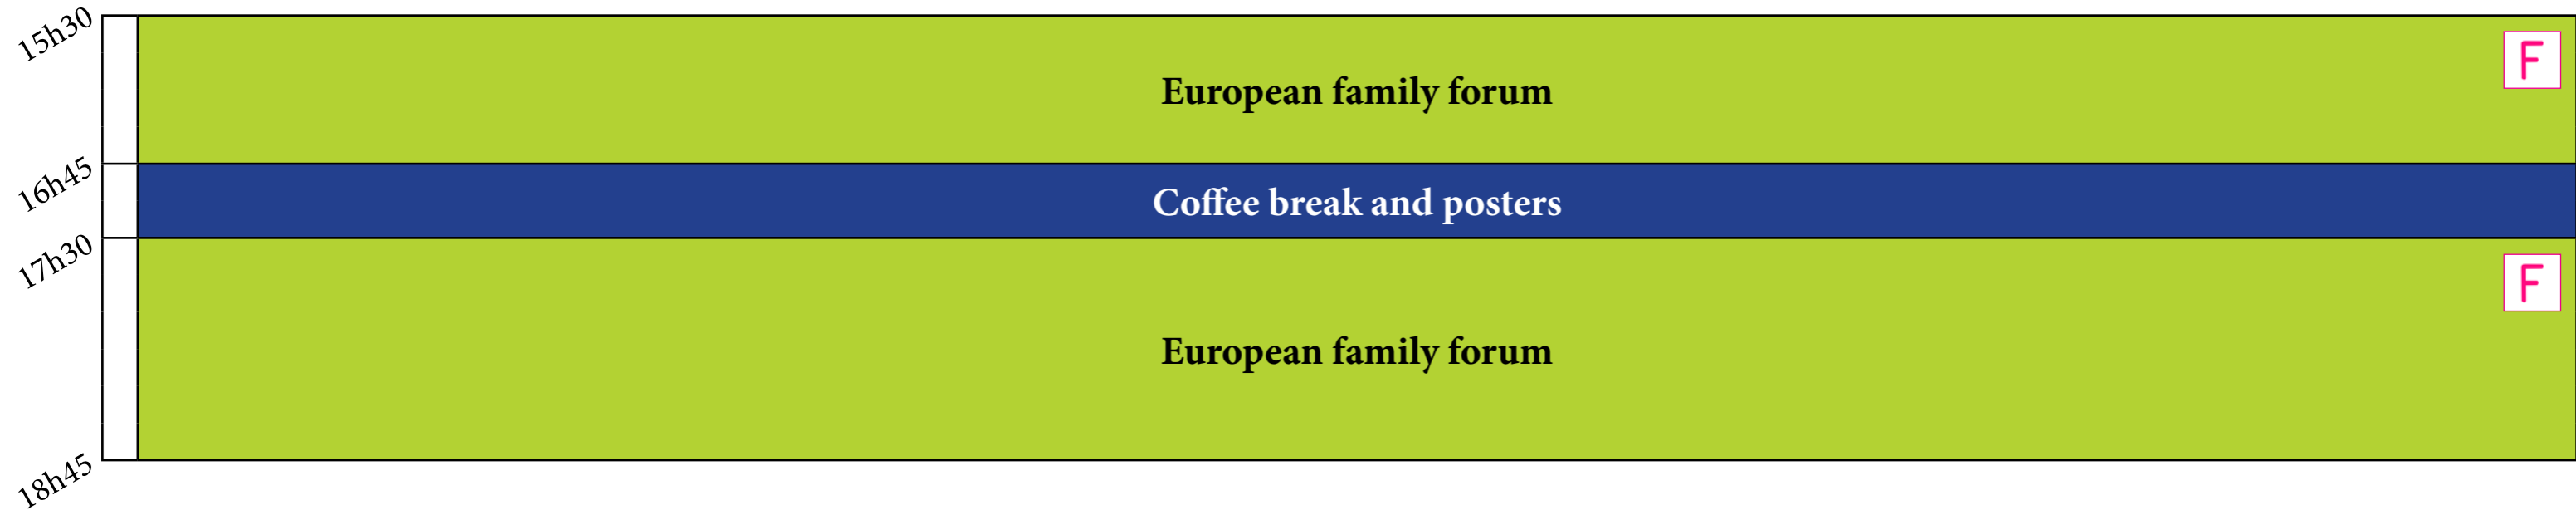 15h30
F
European family forum
16h45
Coffee break and posters
17h30
F
European family forum
18h45